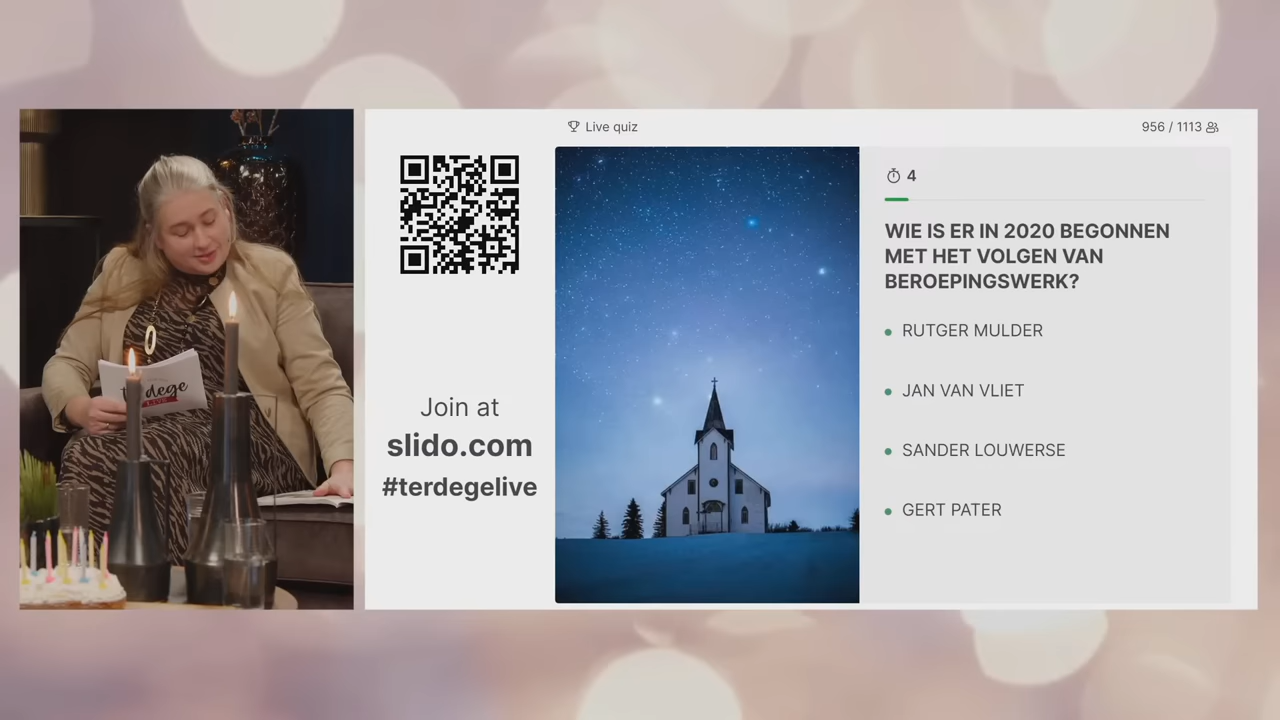 Live quiz
956 / 1113
4
WIE IS ER IN 2020 BEGONNEN
MET HET VOLGEN VAN
BEROEPINGSWERK?
RUTGER MULDER
JAN VAN VLIET
SANDER LOUWERSE
GERT PATER
Join at
slido.com
#terdegelive